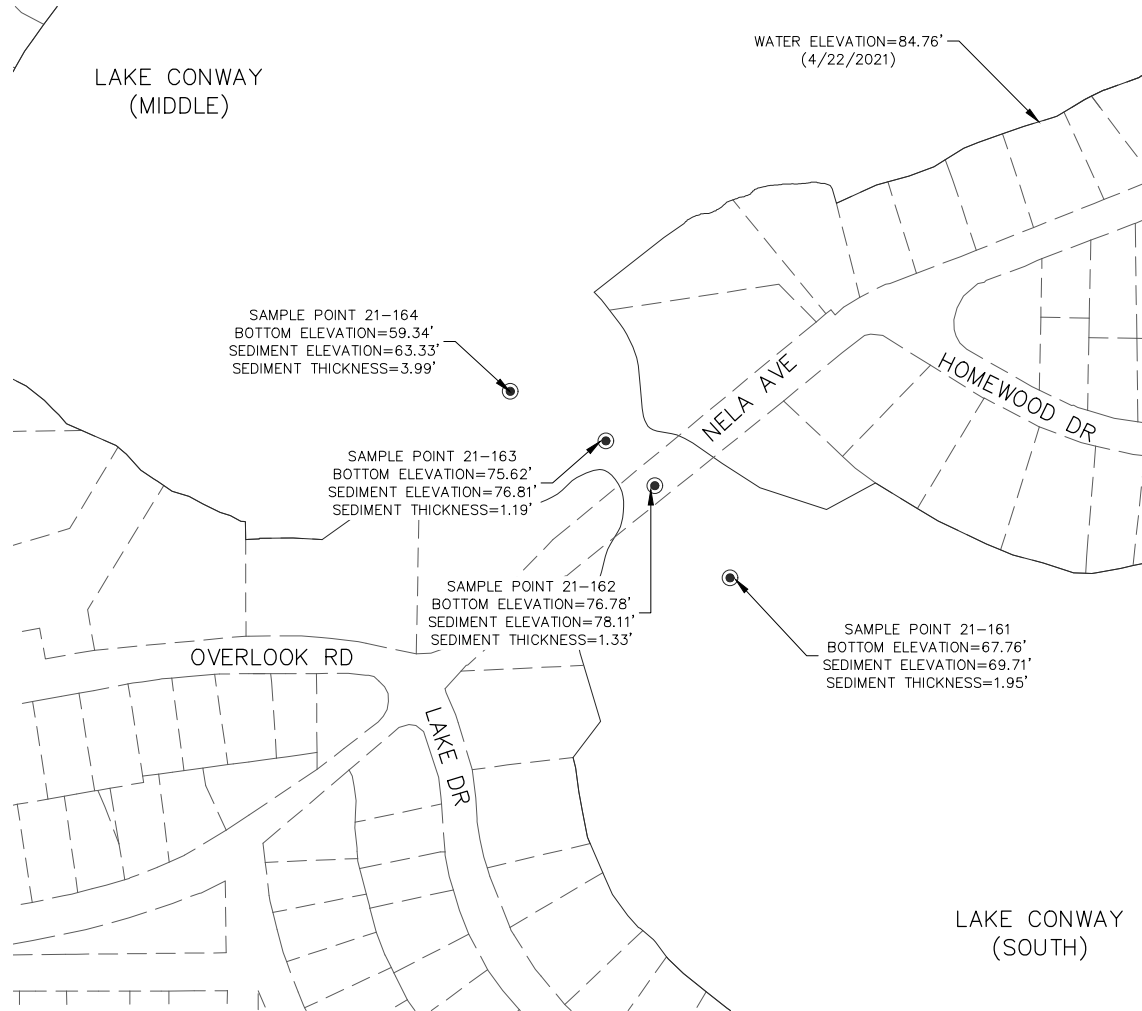 WATER ELEVATION=84.76'
(4/22/2021)
LAKE CONWAY
(MIDDLE)
SAMPLE POINT 21-164
BOTTOM ELEVATION=59.34'
SEDIMENT ELEVATION=63.33'
SEDIMENT THICKNESS=3.99'
NELA AVE
HOMEWOOD DR
SAMPLE POINT 21-163
BOTTOM ELEVATION=75.62'
SEDIMENT ELEVATION=76.81'
SEDIMENT THICKNESS=1.19'
SAMPLE POINT 21-162
BOTTOM ELEVATION=76.78'
SEDIMENT ELEVATION=78.11'
SEDIMENT THICKNESS=1.33'
SAMPLE POINT 21-161
BOTTOM ELEVATION=67.76'
SEDIMENT ELEVATION=69.71'
SEDIMENT THICKNESS=1.95'
OVERLOOK RD
LAKE DR
LAKE CONWAY
(SOUTH)